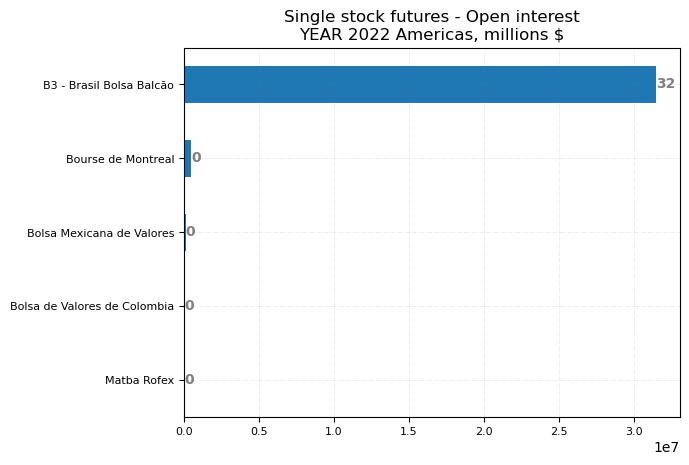 Single stock futures - Open interest
YEAR 2022 Americas, millions $
B3 - Brasil Bolsa Balcão
32
Bourse de Montreal
0
Bolsa Mexicana de Valores
0
Bolsa de Valores de Colombia
0
Matba Rofex
0
0.0 0.5 1.0 1.5 2.0 2.5 3.0
1e7